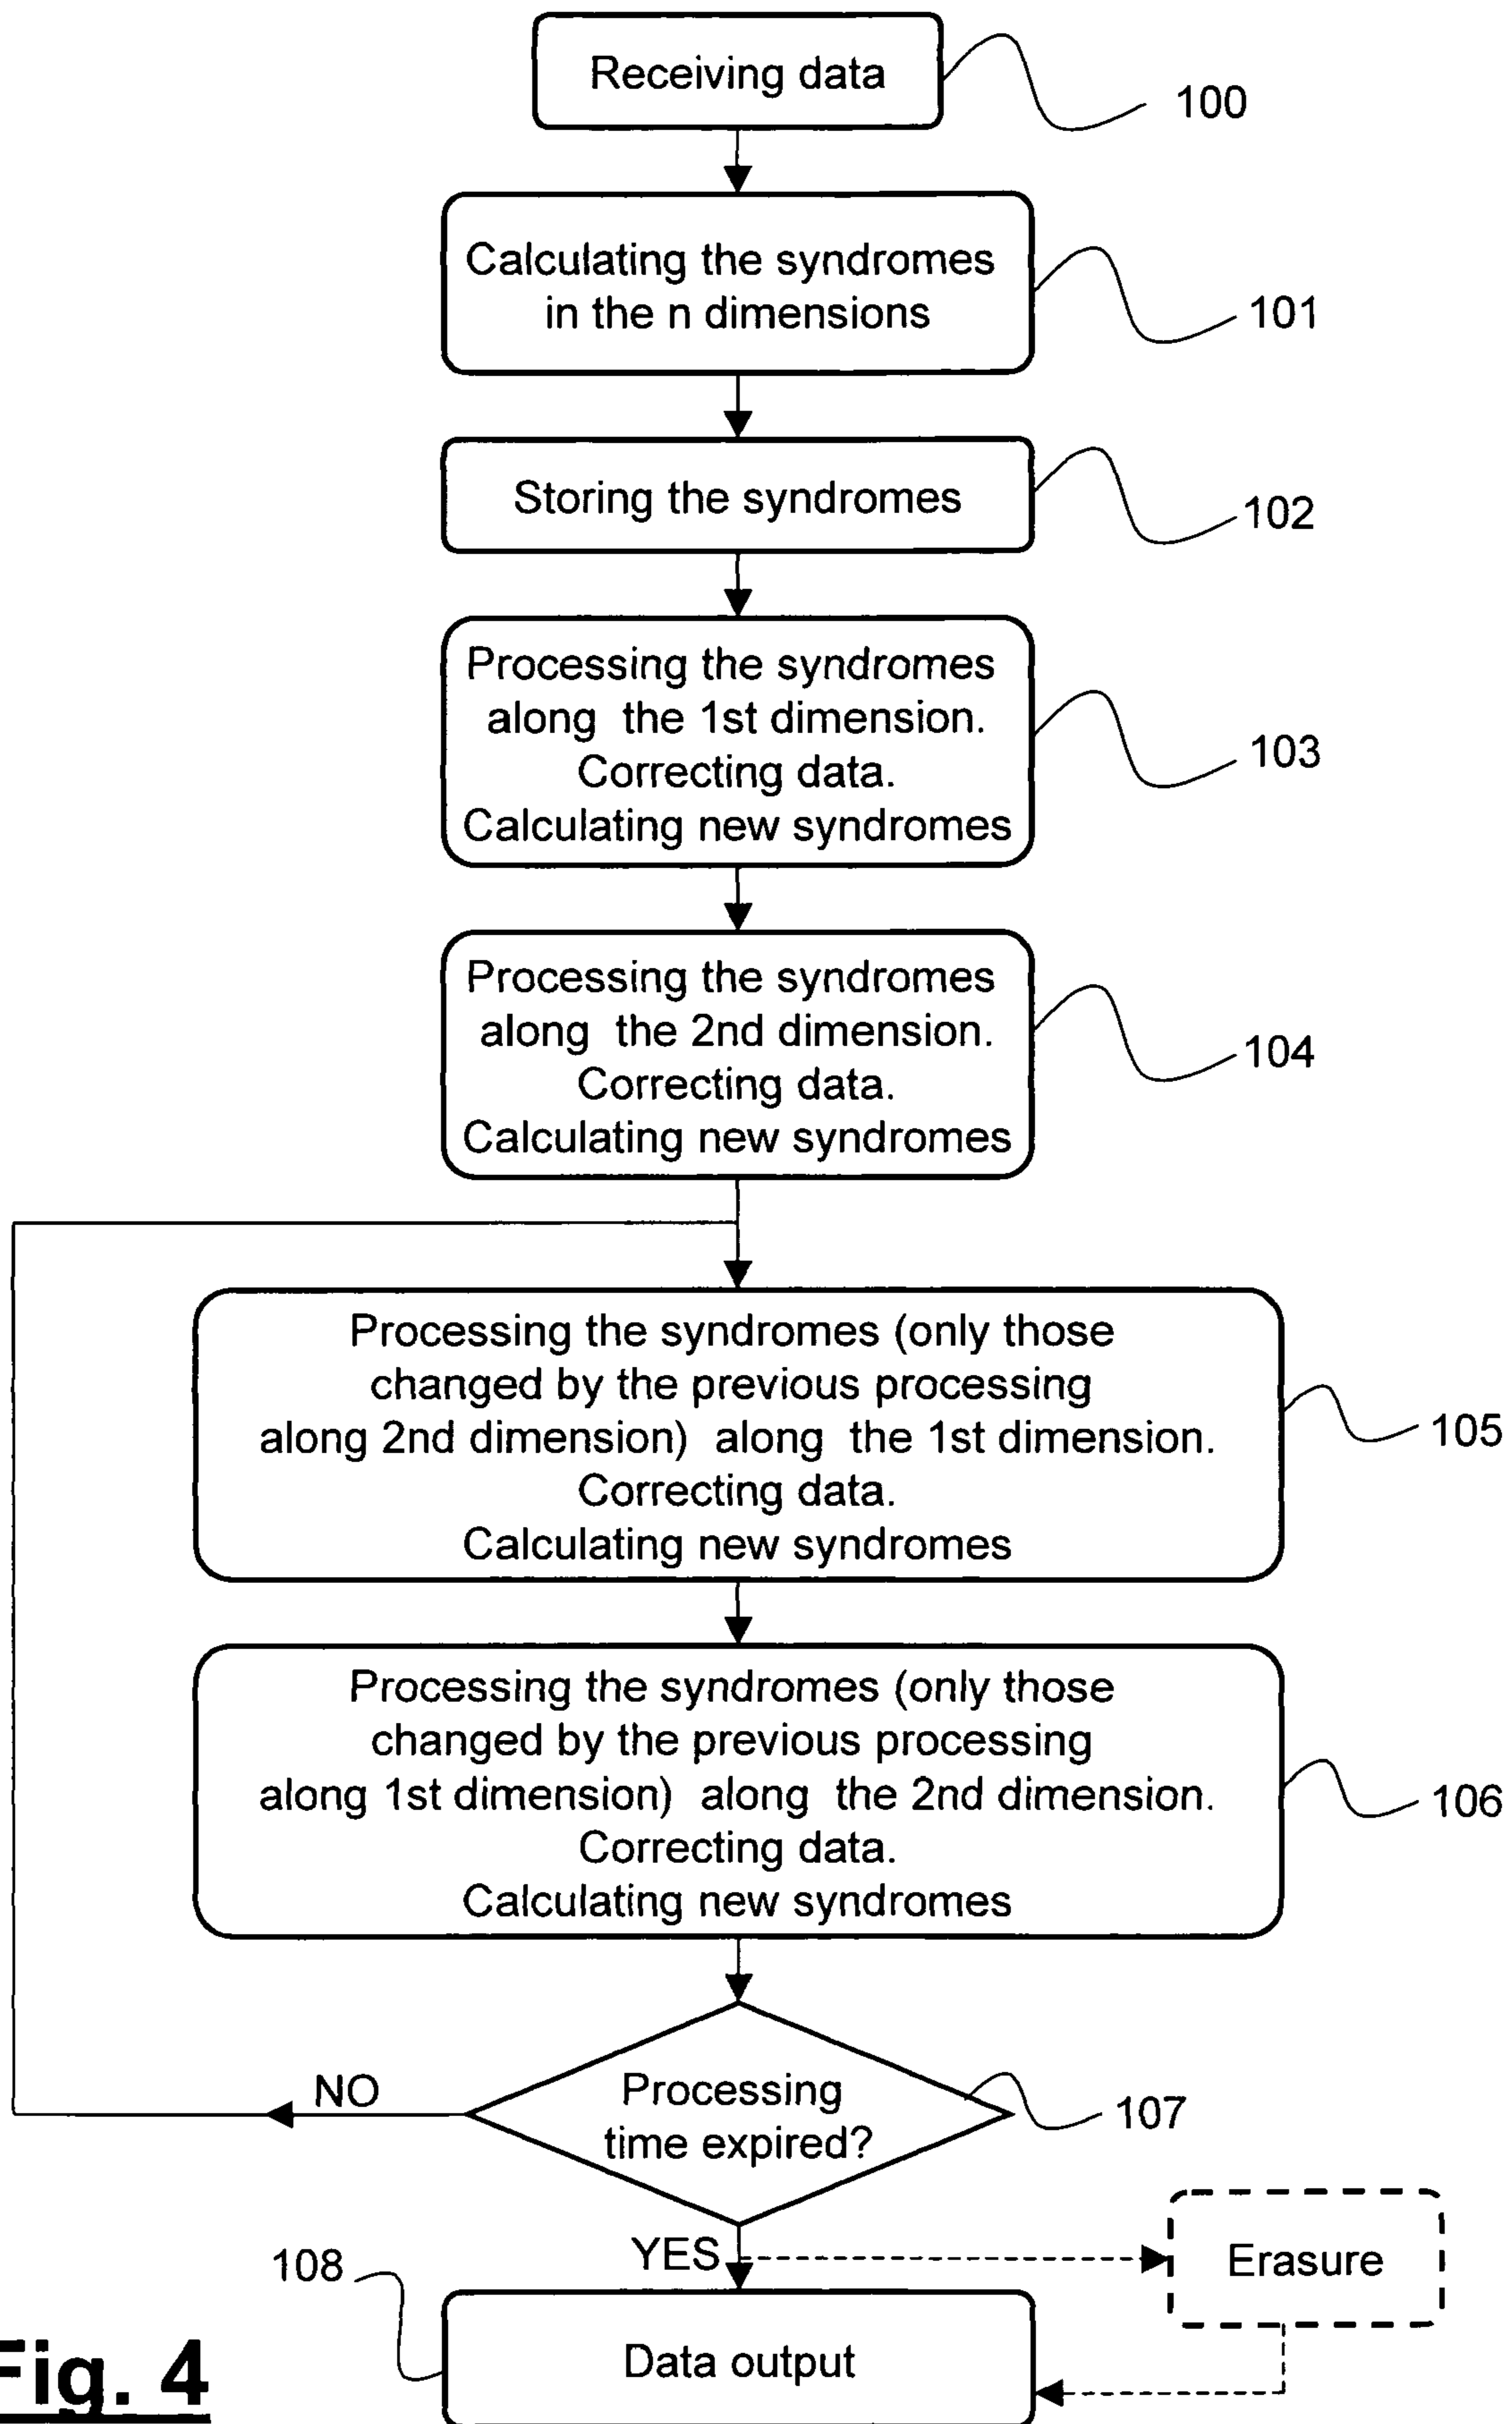 Receiving data
100
Calculating the syndromes
in the n dimensions
101
Storing the syndromes
102
Processing the syndromes
along the 1st dimension.
Correcting data.
Calculating new syndromes
103
Processing the syndromes
along the 2nd dimension.
Correcting data.
Calculating new syndromes
104
Processing the syndromes (only those
changed by the previous processing
along 2nd dimension) along the 1st dimension.
Correcting data.
Calculating new syndromes
105
Processing the syndromes (only those
changed by the previous processing
along 1st dimension) along the 2nd dimension.
Correcting data.
Calculating new syndromes
106
NO
Processing
time expired?
107
YES
Erasure
108
Data output
Fig. 4